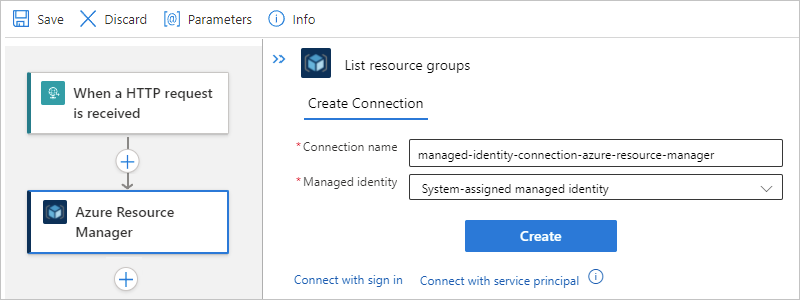 Save Discard Parameters Info
When a HTTP request
is received
Azure Resource
Manager
List resource groups
Create Connection
*Connection name managed-identity-connection-azure-resource-manager
*Managed identity System-assigned managed identity
Create
Connect with sign in Connect with service principal